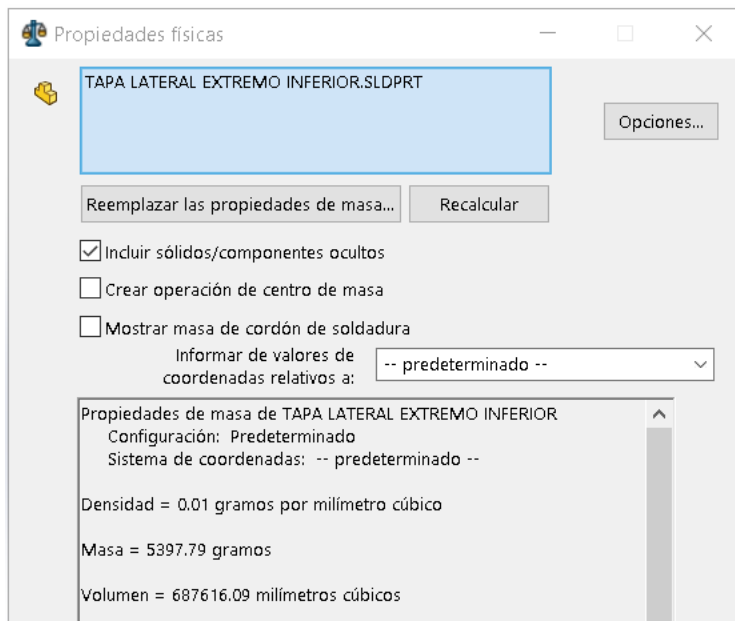 Propiedades físicas
TAPA LATERAL EXTREMO INFERIOR.SLDPRT
Opciones...
Reemplazar las propiedades de masa...
Recalcular
Incluir sólidos/componentes ocultos
Crear operación de centro de masa
Mostrar masa de cordón de soldadura
Informar de valores de
coordenadas relativos a:
-- predeterminado --
Propiedades de masa de TAPA LATERAL EXTREMO INFERIOR
Configuración: Predeterminado
Sistema de coordenadas: -- predeterminado --
Densidad = 0.01 gramos por milímetro cúbico
Masa = 5397.79 gramos
Volumen = 687616.09 milímetros cúbicos